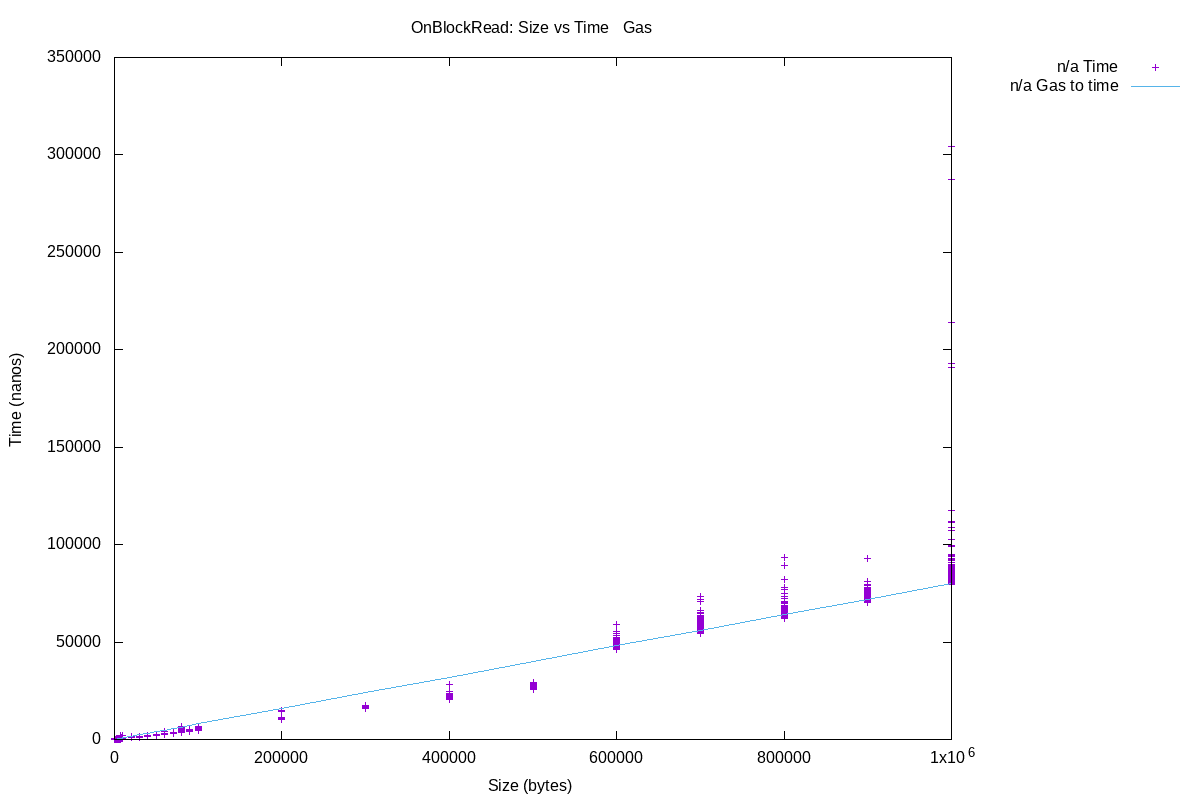 OnBlockRead: Size vs Time   Gas
n/a Time
n/a Gas to time
350000
300000
250000
200000
150000
100000
50000
0
Time (nanos)
0 200000 400000 600000 800000 1x10^6
Size (bytes)